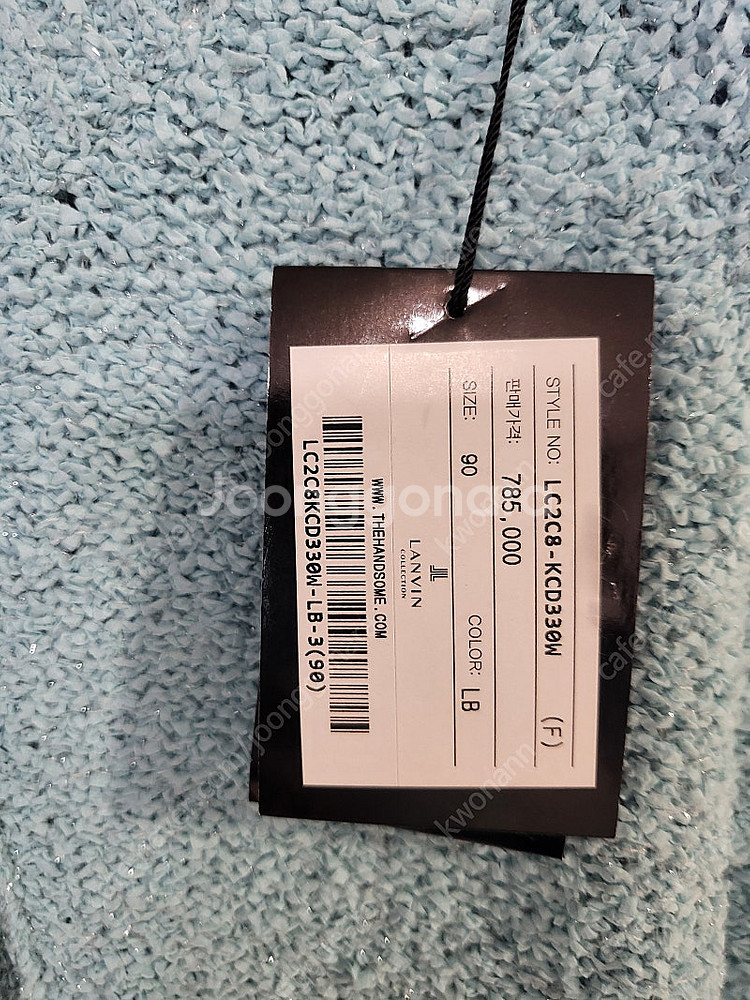 STYLE NO: LC2C8-KCD330W (F)
판매가격: 785,000
SIZE: 90 COLOR: LB
LANVIN
COLLECTION
WWW.THEHANDSOME.COM
LC2C8KCD330W-LB-3(90)
Joonggonara